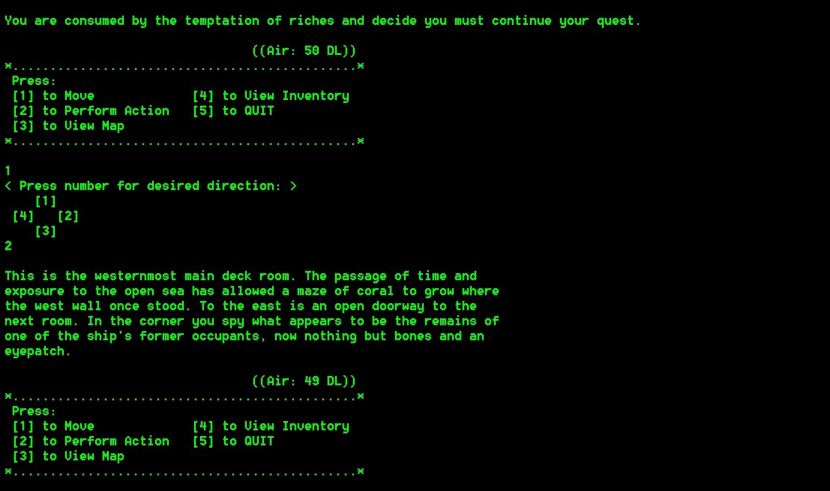 You are consumed by the temptation of riches and decide you must continue your quest.
((Air: 50 DL))
*..............................................*
Press:
[1] to Move             [4] to View Inventory
[2] to Perform Action   [5] to QUIT
[3] to View Map
*..............................................*
1
< Press number for desired direction: >
[1]
[4]   [2]
[3]
2
This is the westernmost main deck room. The passage of time and
exposure to the open sea has allowed a maze of coral to grow where
the west wall once stood. To the east is an open doorway to the
next room. In the corner you spy what appears to be the remains of
one of the ship's former occupants, now nothing but bones and an
eyepatch.
((Air: 49 DL))
*..............................................*
Press:
[1] to Move             [4] to View Inventory
[2] to Perform Action   [5] to QUIT
[3] to View Map
*..............................................*